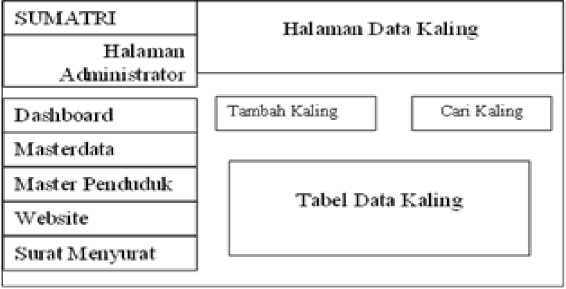 SUMATRI
Halaman
Administrator
Halaman Data Kaling
Dashboard
Masterdata
Master Penduduk
Website
Surat Menyurat
Tambah Kaling
Cari Kaling
Tabel Data Kaling